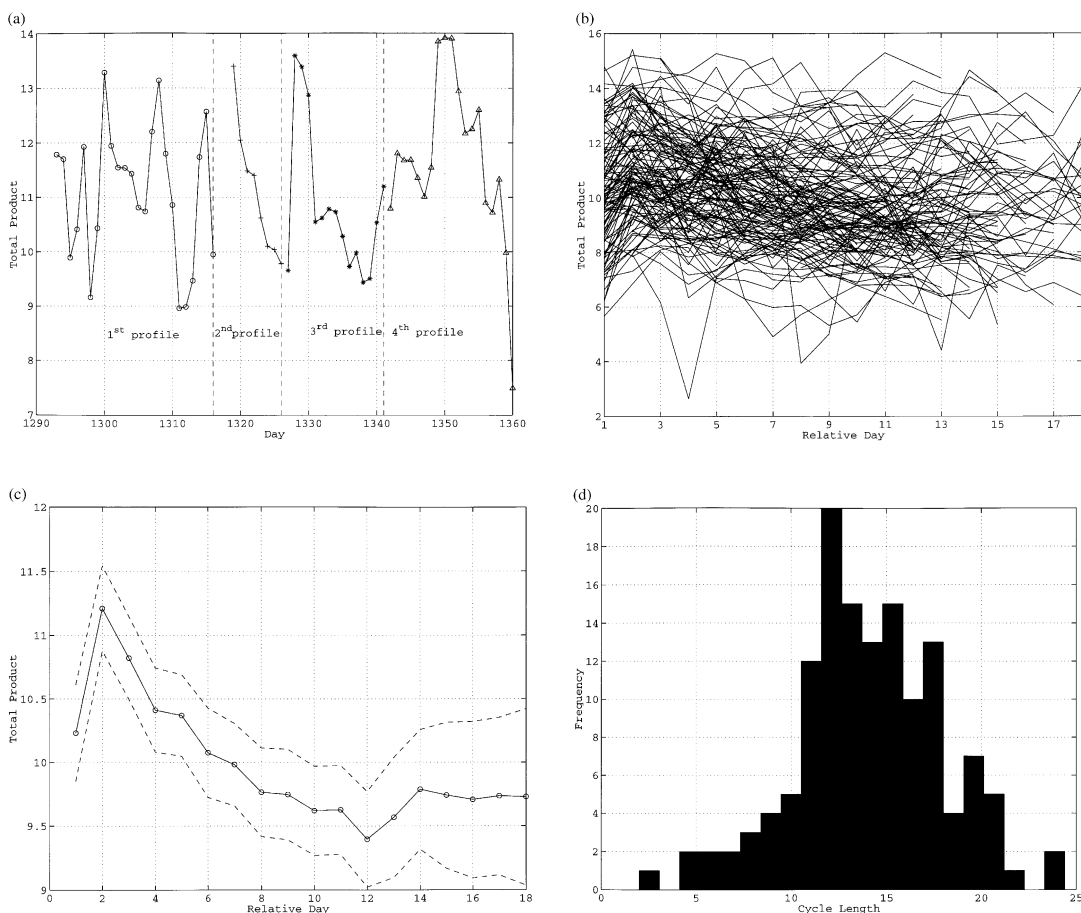 (a)
14
13
12
11
10
9
8
7
Total Product
1st profile
2nd profile
3rd profile
4th profile
1290 1300 1310 1320 1330 1340 1350 1360
Day
(b)
16
14
12
10
8
6
4
2
Total Product
1 3 5 7 9 11 13 15 17
Relative Day
(c)
12
11.5
11
10.5
10
9.5
9
Total Product
0 2 4 6 8 10 12 14 16 18
Relative Day
(d)
20
18
16
14
12
10
8
6
4
2
0
Frequency
0 5 10 15 20 25
Cycle Length